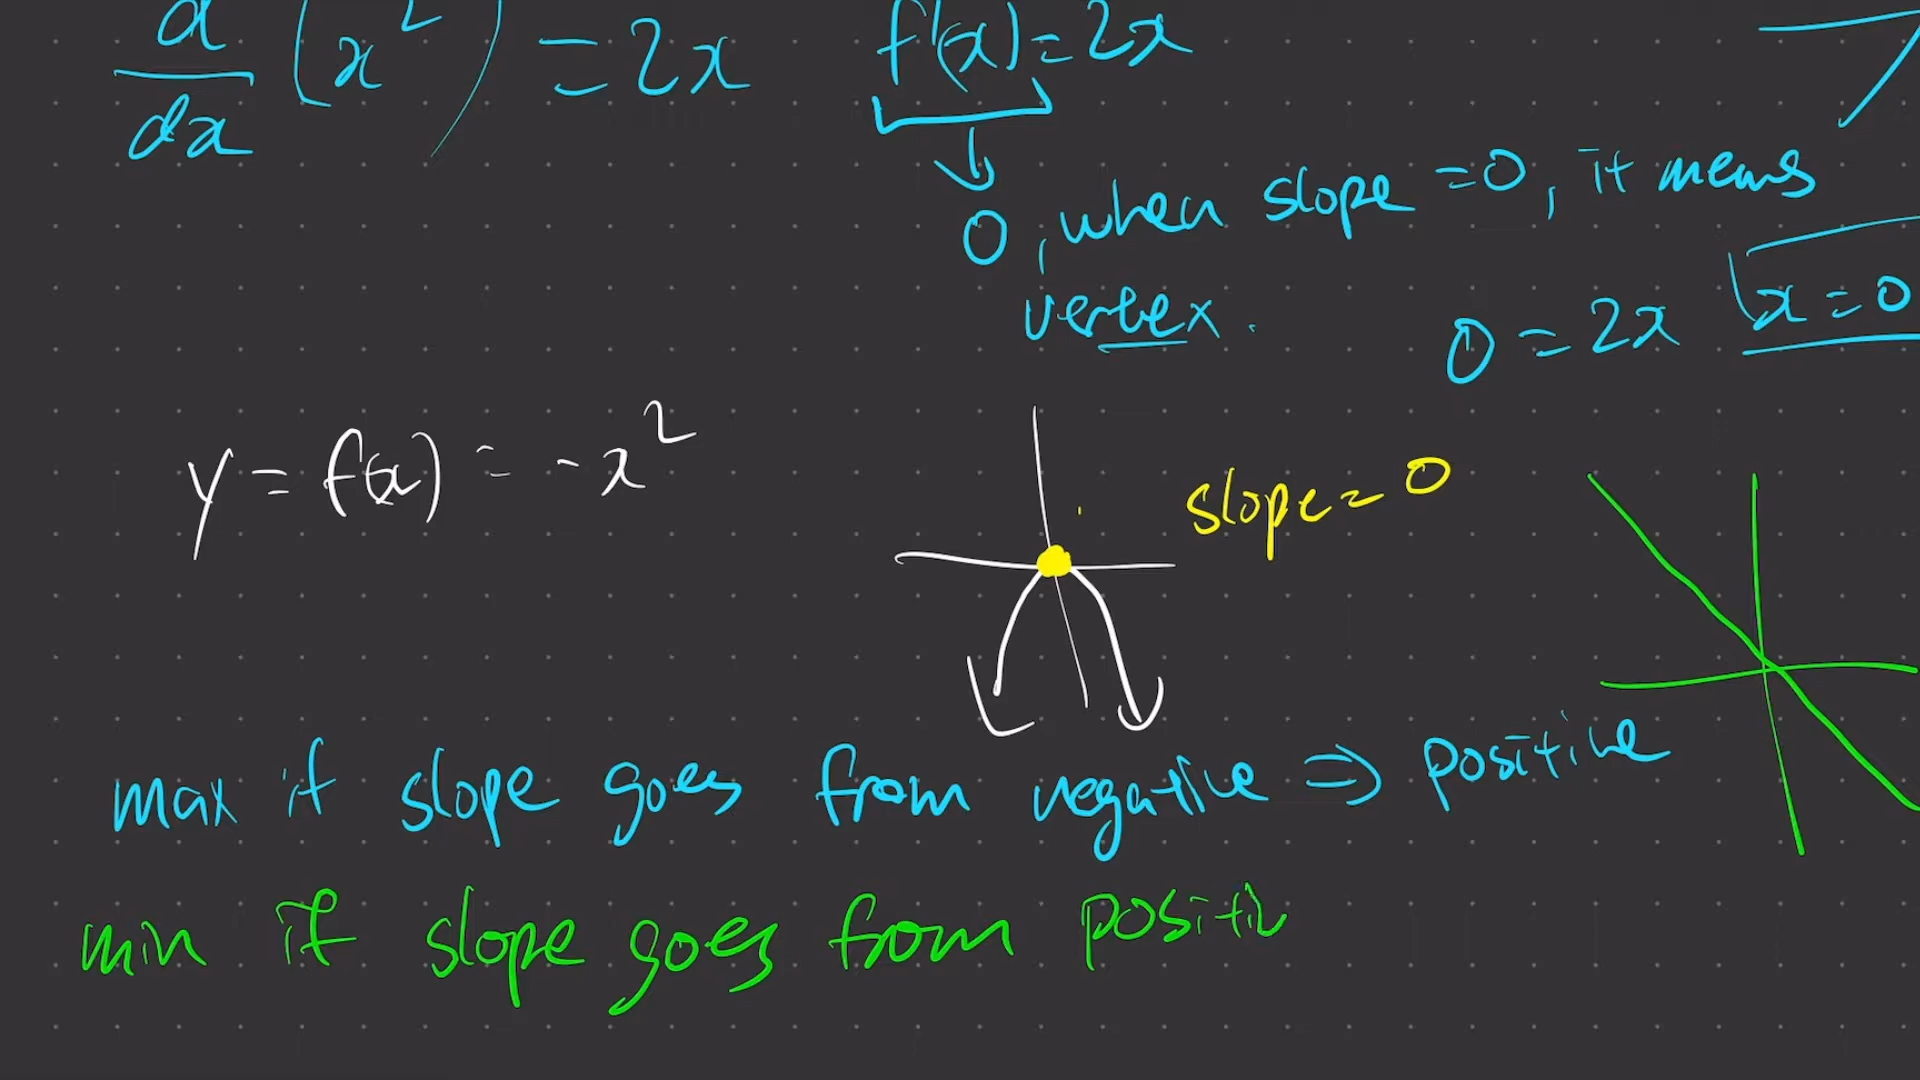 d/dx (x²) = 2x
f'(x) = 2x
0, when slope = 0, it means
vertex.
0 = 2x
x = 0
y = f(x) = -x²
slope = 0
max if slope goes from negative ⇒ positive
min if slope goes from positiv